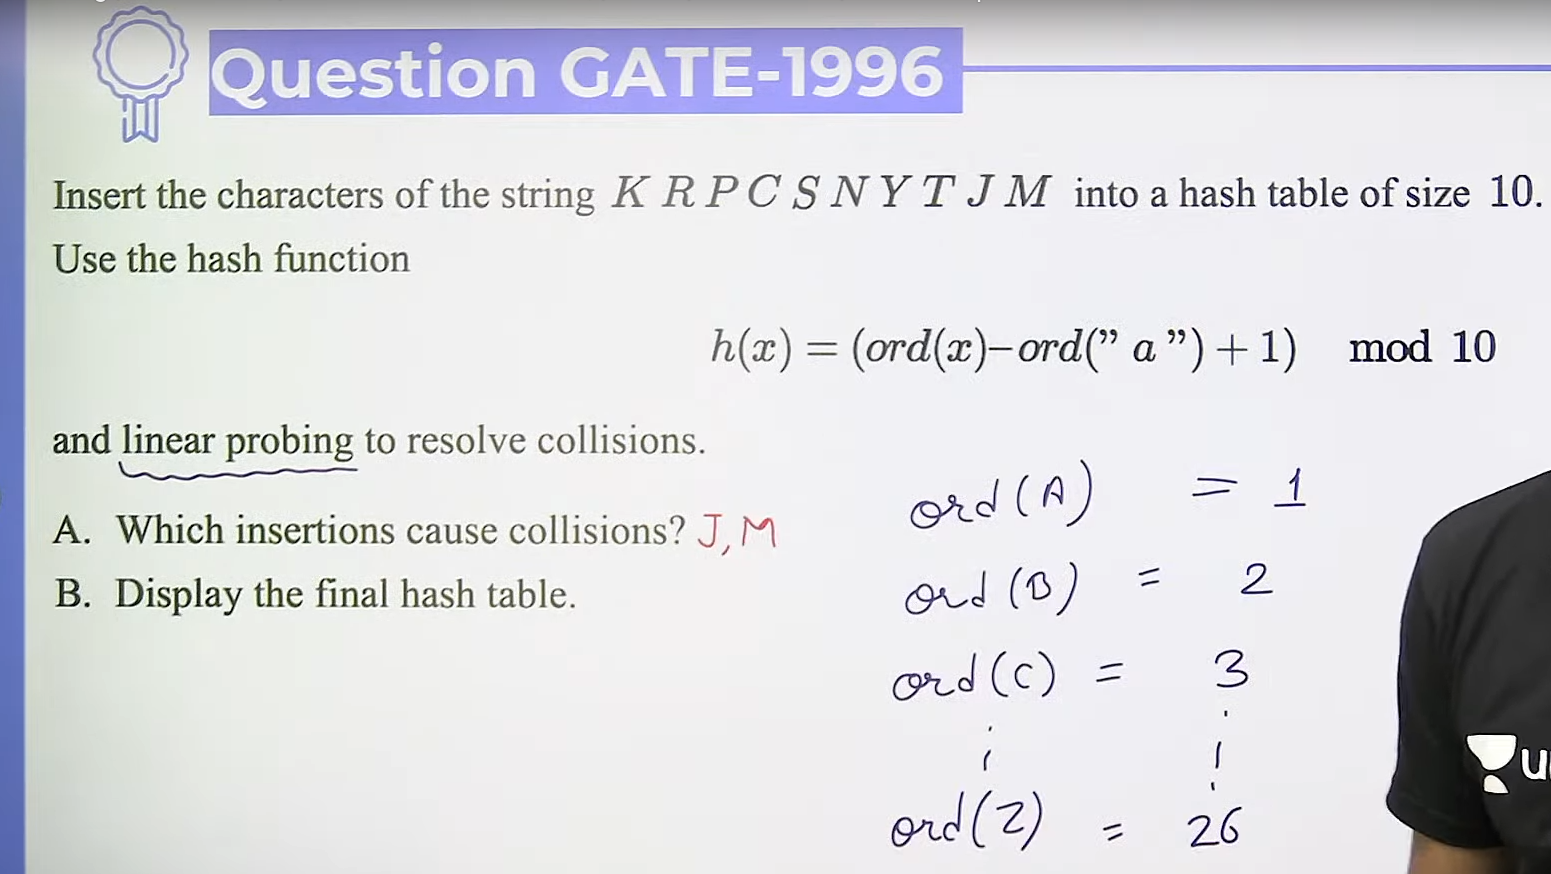 Question GATE-1996
Insert the characters of the string K R P C S N Y T J M into a hash table of size 10.
Use the hash function
h(x) = (ord(x)–ord(” a ”) + 1) mod 10
and linear probing to resolve collisions.
A. Which insertions cause collisions? J, M
B. Display the final hash table.
ord (A) = 1
ord (B) = 2
ord (C) = 3
ord (Z) = 26